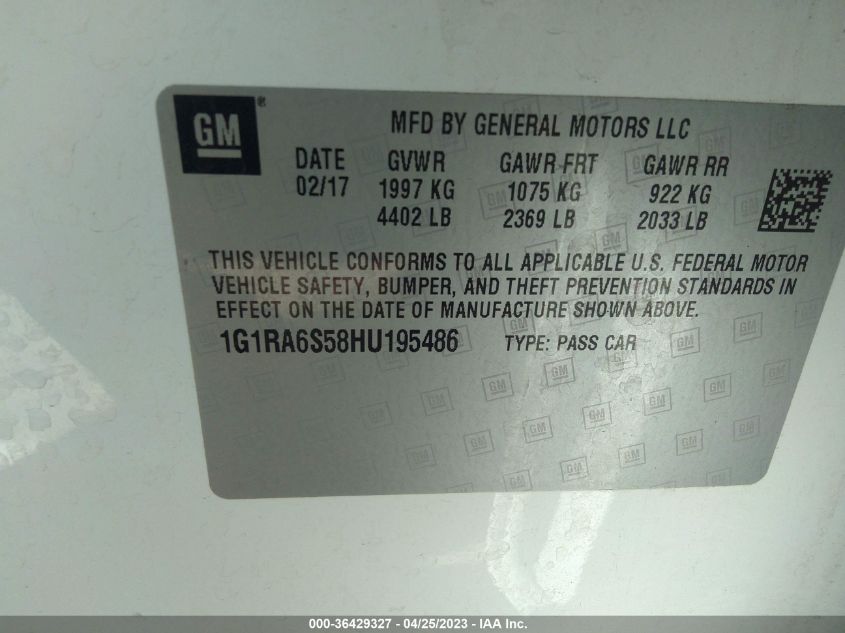 GM ®
MFD BY GENERAL MOTORS LLC
DATE GVWR GAWR FRT GAWR RR
02/17 1997 KG 1075 KG 922 KG
4402 LB 2369 LB 2033 LB
THIS VEHICLE CONFORMS TO ALL APPLICABLE U.S. FEDERAL MOTOR
VEHICLE SAFETY, BUMPER, AND THEFT PREVENTION STANDARDS IN
EFFECT ON THE DATE OF MANUFACTURE SHOWN ABOVE.
1G1RA6S58HU195486 TYPE: PASS CAR
000-36429327 - 04/25/2023 - IAA Inc.